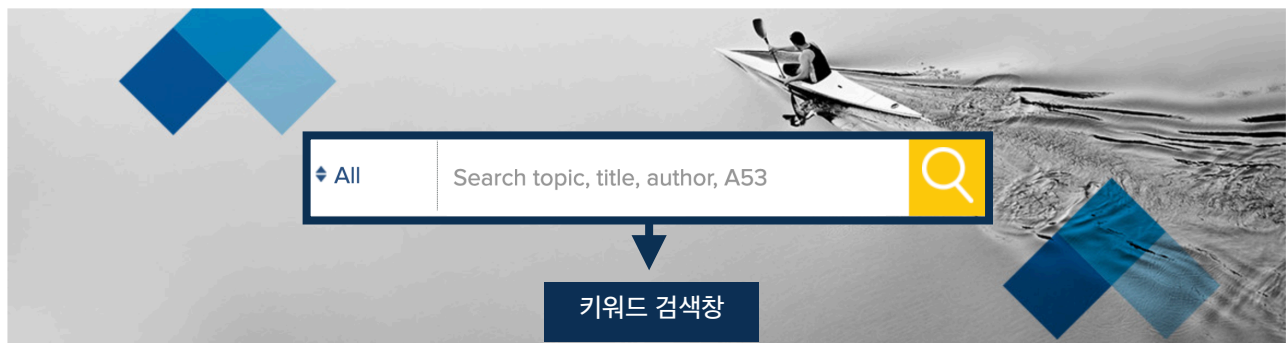 All
Search topic, title, author, A53
키워드 검색창